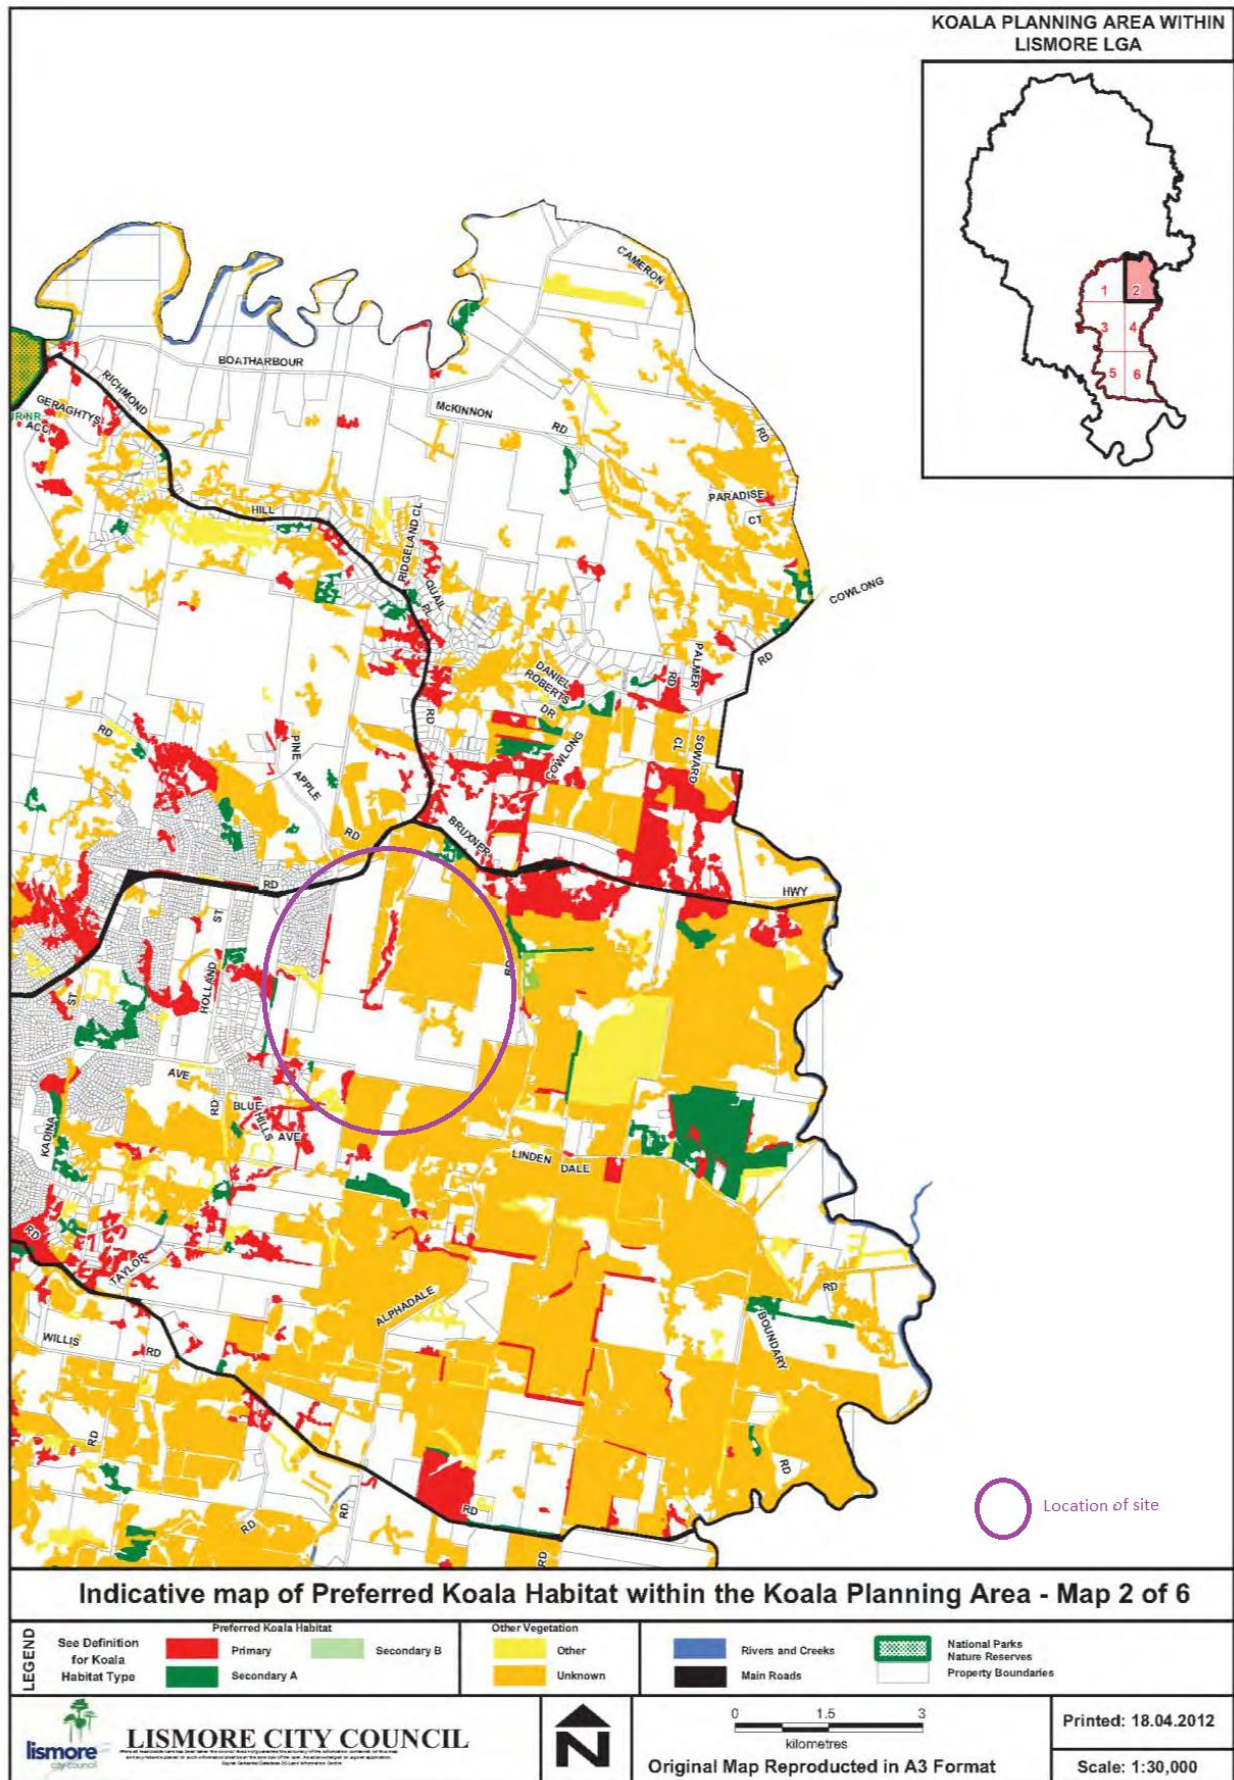 KOALA PLANNING AREA WITHIN
LISMORE LGA
1
2
3
4
5
6
CAMERON
RD
BOATHARBOUR
RICHMOND
GERAGHTYS
ACC
McKINNON
RD
PARADISE
CT
HILL
RIDGELAND CL
QUAIL
PL
COWLONG
RD
PALMER
RD
DANIEL
ROBERTS
DR
RD
COWLONG
SOWARD
CL
RD
PINE
APPLE
RD
BRUXNER
HWY
RD
ST
HOLLAND
RD
ST
AVE
RD
BLUE
HILLS
AVE
KADINA
LINDEN
DALE
RD
TAYLOR
RD
ALPHADALE
BOUNDARY
WILLIS
RD
RD
RD
RD
RD
RD
RD
Location of site
Indicative map of Preferred Koala Habitat within the Koala Planning Area - Map 2 of 6
LEGEND
See Definition
for Koala
Habitat Type
Preferred Koala Habitat
Primary
Secondary B
Secondary A
Other Vegetation
Other
Unknown
Rivers and Creeks
Main Roads
National Parks
Nature Reserves
Property Boundaries
lismore
city council
LISMORE CITY COUNCIL
N
0 1.5 3
kilometres
Original Map Reproduced in A3 Format
Printed: 18.04.2012
Scale: 1:30,000